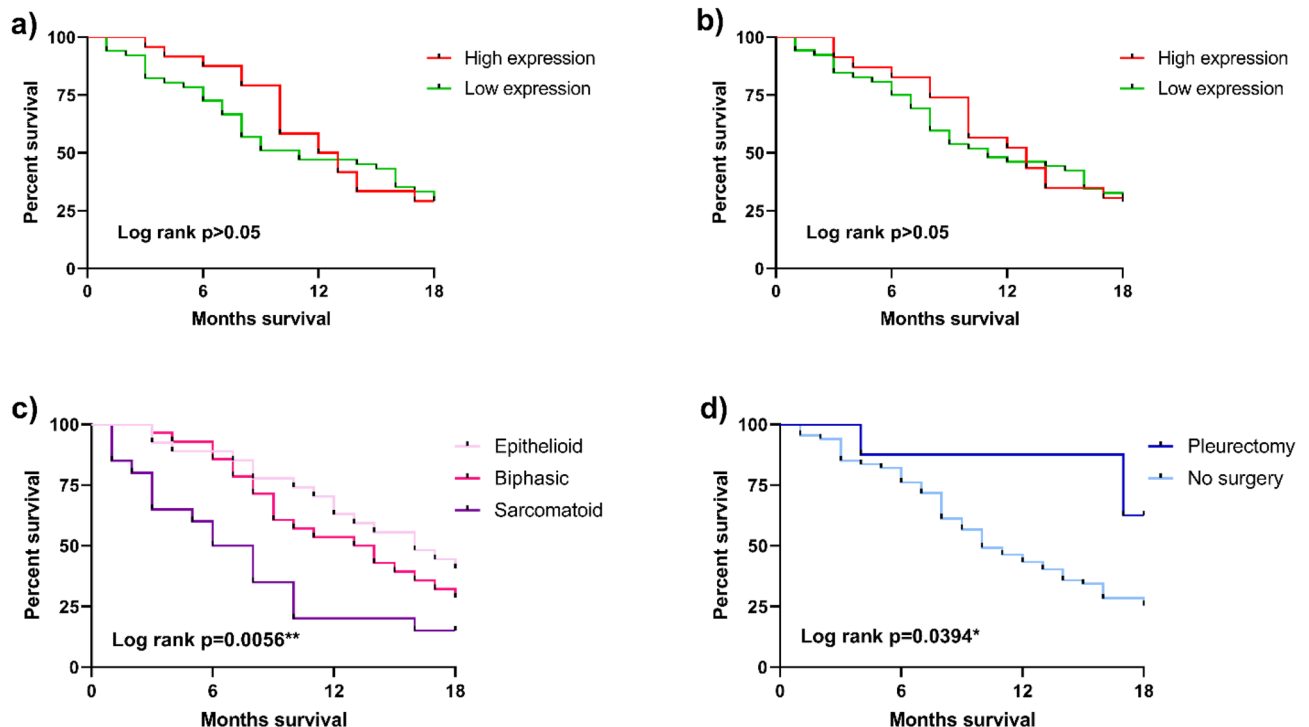 a)
100
75
50
25
0
Percent survival
High expression
Low expression
Log rank p>0.05
0 6 12 18
Months survival
b)
100
75
50
25
0
Percent survival
High expression
Low expression
Log rank p>0.05
0 6 12 18
Months survival
c)
100
75
50
25
0
Percent survival
Epithelioid
Biphasic
Sarcomatoid
Log rank p=0.0056**
0 6 12 18
Months survival
d)
100
75
50
25
0
Percent survival
Pleurectomy
No surgery
Log rank p=0.0394*
0 6 12 18
Months survival